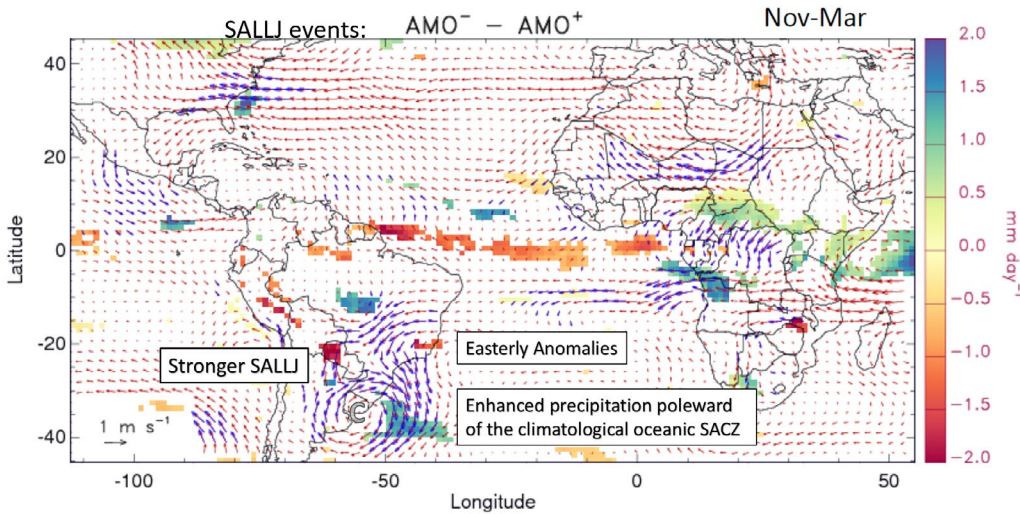 SALLJ events: AMO⁻ − AMO⁺ Nov-Mar
40
20
0
−20
−40
Latitude
-100
-50
0
50
Longitude
Stronger SALLJ
Easterly Anomalies
Enhanced precipitation poleward
of the climatological oceanic SACZ
C
1 m s⁻¹
2.0
1.5
1.0
0.5
0.0
−0.5
−1.0
−1.5
−2.0
mm day⁻¹